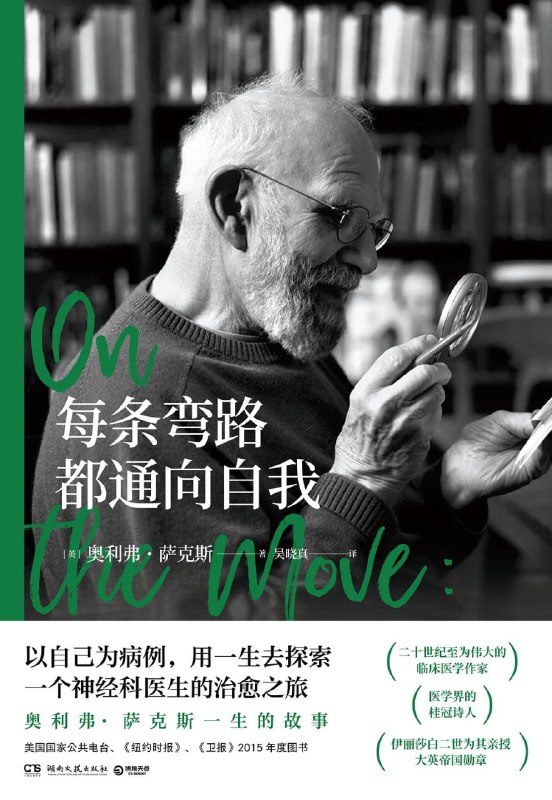 On
每条弯路
都通向自我
the Move:
[英] 奥利弗·萨克斯——著 吴晓真——译
以自己为病例，用一生去探索
一个神经科医生的治愈之旅
奥利弗·萨克斯一生的故事
美国国家公共电台、《纽约时报》、《卫报》2015 年度图书
二十世纪至为伟大的
临床医学作家
医学界的
桂冠诗人
伊丽莎白二世为其亲授
大英帝国勋章
CTS 湖南文艺出版社 博集天卷
CS-BOOKY